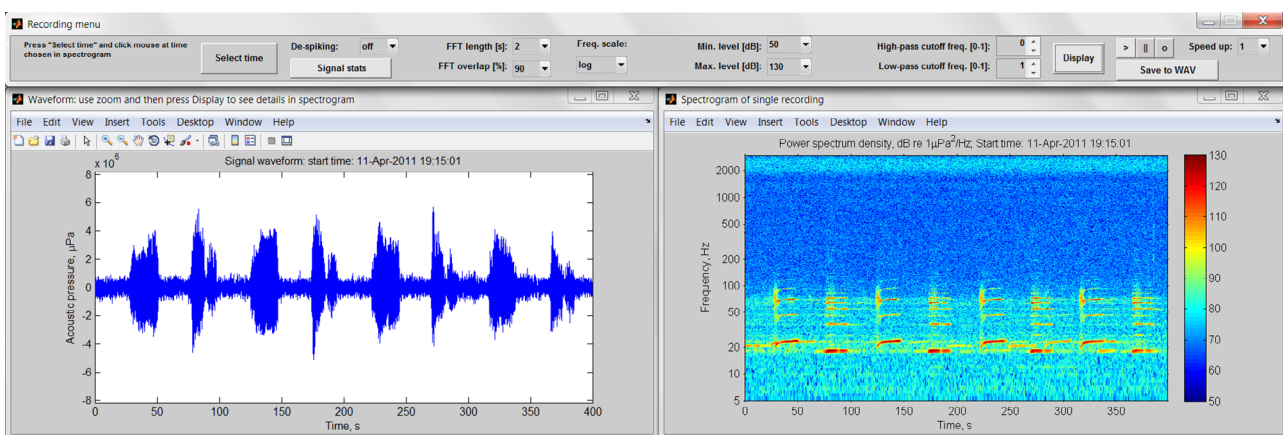 Recording menu
Press "Select time" and click mouse at time
chosen in spectrogram
Select time
De-spiking: off
Signal stats
FFT length [s]: 2
FFT overlap [%]: 90
Freq. scale:
log
Min. level [dB]: 50
Max. level [dB]: 130
High-pass cutoff freq. [0-1]: 0
Low-pass cutoff freq. [0-1]: 1
Display
> || o
Speed up: 1
Save to WAV
Waveform: use zoom and then press Display to see details in spectrogram
File Edit View Insert Tools Desktop Window Help
Signal waveform: start time: 11-Apr-2011 19:15:01
x 10^6
8
6
4
2
0
-2
-4
-6
-8
Acoustic pressure, µPa
0 50 100 150 200 250 300 350 400
Time, s
Spectrogram of single recording
File Edit View Insert Tools Desktop Window Help
Power spectrum density, dB re 1µPa²/Hz; Start time: 11-Apr-2011 19:15:01
2000
1000
500
200
100
50
20
10
5
Frequency, Hz
0 50 100 150 200 250 300 350
Time, s
130
120
110
100
90
80
70
60
50